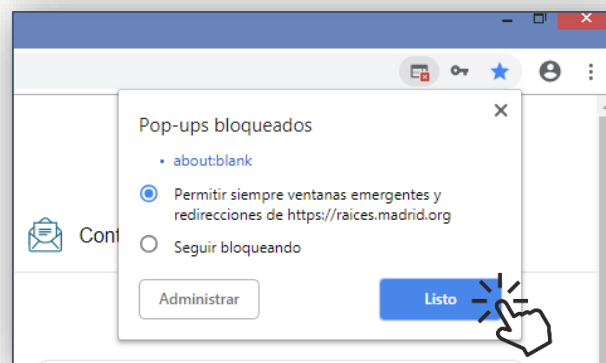 Pop-ups bloqueados
about:blank
Permitir siempre ventanas emergentes y
redirecciones de https://raices.madrid.org
Cont
Seguir bloqueando
Administrar
Listo